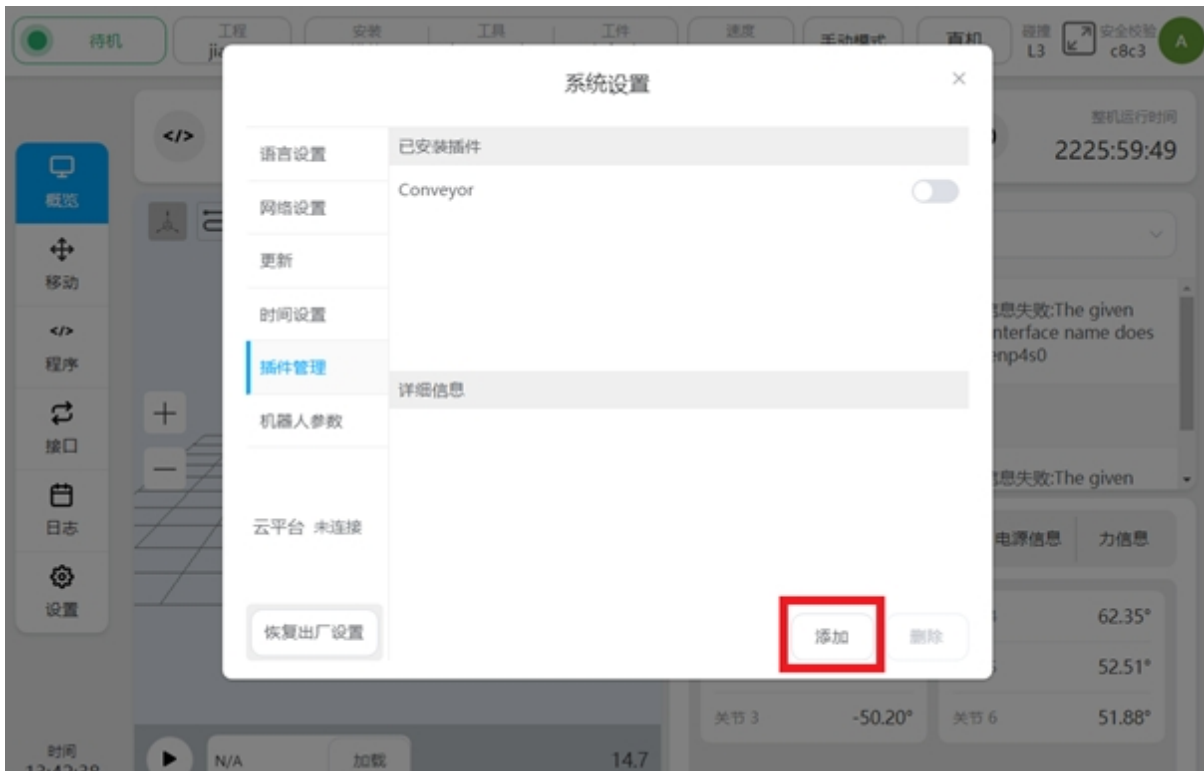 待机
工程
安装
工具
工件
速度
手动模式
真机
碰撞
L3
安全校验
c8c3
A
系统设置
语言设置
网络设置
更新
时间设置
插件管理
机器人参数
云平台 未连接
恢复出厂设置
已安装插件
Conveyor
详细信息
添加
删除
概览
移动
程序
接口
日志
设置
时间
整机运行时间
2225:59:49
息失败:The given
nterface name does
enp4s0
息失败:The given
电源信息
力信息
62.35°
52.51°
关节 3
-50.20°
关节 6
51.88°
N/A
加载
14.7